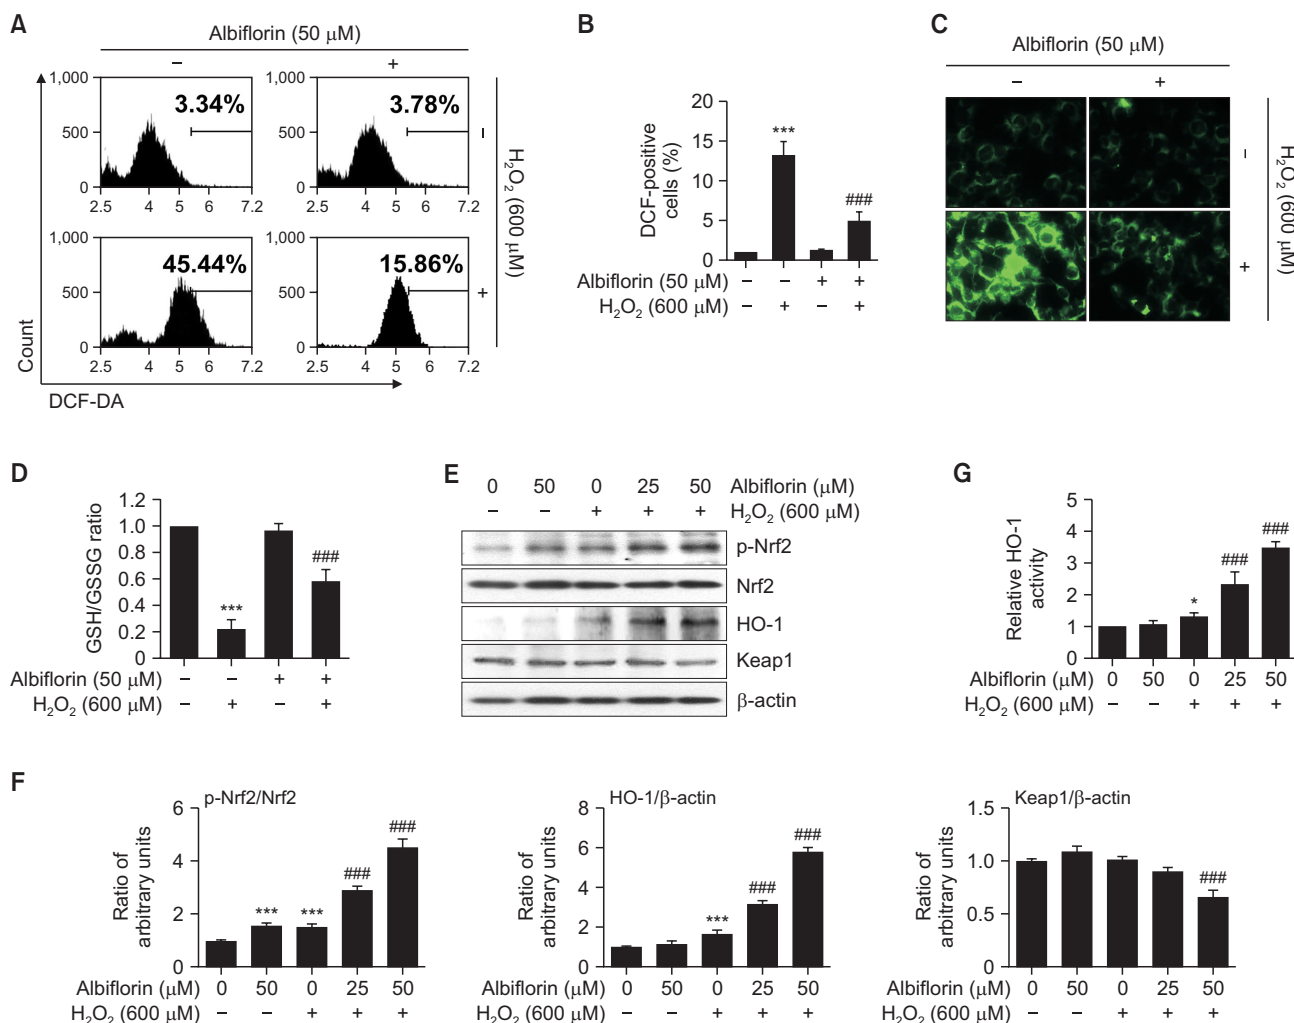 A
Albiflorin (50 μM)
– +
1,000
500
0
3.34%
2.5 4 5 6 7.2
1,000
500
0
3.78%
2.5 4 5 6 7.2
–
1,000
500
0
45.44%
2.5 4 5 6 7.2
1,000
500
0
15.86%
2.5 4 5 6 7.2
+
H₂O₂ (600 μM)
Count
DCF-DA
B
DCF-positive
cells (%)
20
15
10
5
0
***
###
Albiflorin (50 μM) – – + +
H₂O₂ (600 μM) – + – +
C
Albiflorin (50 μM)
– +
–
+
H₂O₂ (600 μM)
D
GSH/GSSG ratio
1.2
1.0
0.8
0.6
0.4
0.2
0
***
###
Albiflorin (50 μM) – – + +
H₂O₂ (600 μM) – + – +
E
0 50 0 25 50 Albiflorin (μM)
– – + + + H₂O₂ (600 μM)
p-Nrf2
Nrf2
HO-1
Keap1
β-actin
G
Relative HO-1
activity
5
4
3
2
1
0
*
###
###
Albiflorin (μM) 0 50 0 25 50
H₂O₂ (600 μM) – – + + +
F
p-Nrf2/Nrf2
Ratio of
arbitrary units
6
4
2
0
***
***
###
###
Albiflorin (μM) 0 50 0 25 50
H₂O₂ (600 μM) – – + + +
HO-1/β-actin
Ratio of
arbitrary units
8
6
4
2
0
***
###
###
Albiflorin (μM) 0 50 0 25 50
H₂O₂ (600 μM) – – + + +
Keap1/β-actin
Ratio of
arbitrary units
1.5
1.0
0.5
0
###
Albiflorin (μM) 0 50 0 25 50
H₂O₂ (600 μM) – – + + +